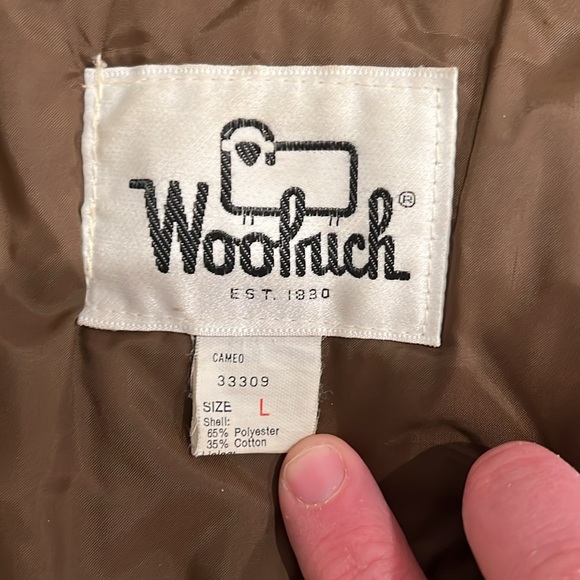 Woolrich®
EST. 1830
CAMEO
33309
SIZE L
Shell:
65% Polyester
35% Cotton